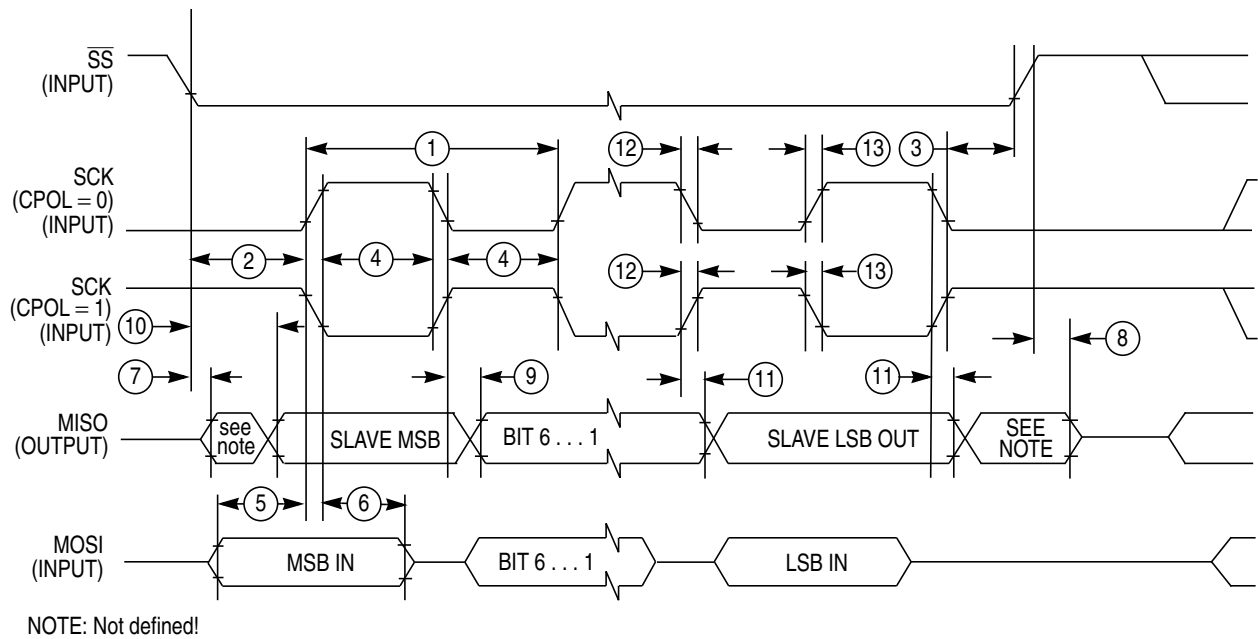 SS
(INPUT)
1
12
13
3
SCK
(CPOL = 0)
(INPUT)
2
4
4
SCK
(CPOL = 1)
(INPUT)
12
13
10
8
7
9
11
11
MISO
(OUTPUT)
see
note
SLAVE MSB
BIT 6 . . . 1
SLAVE LSB OUT
SEE
NOTE
5
6
MOSI
(INPUT)
MSB IN
BIT 6 . . . 1
LSB IN
NOTE: Not defined!